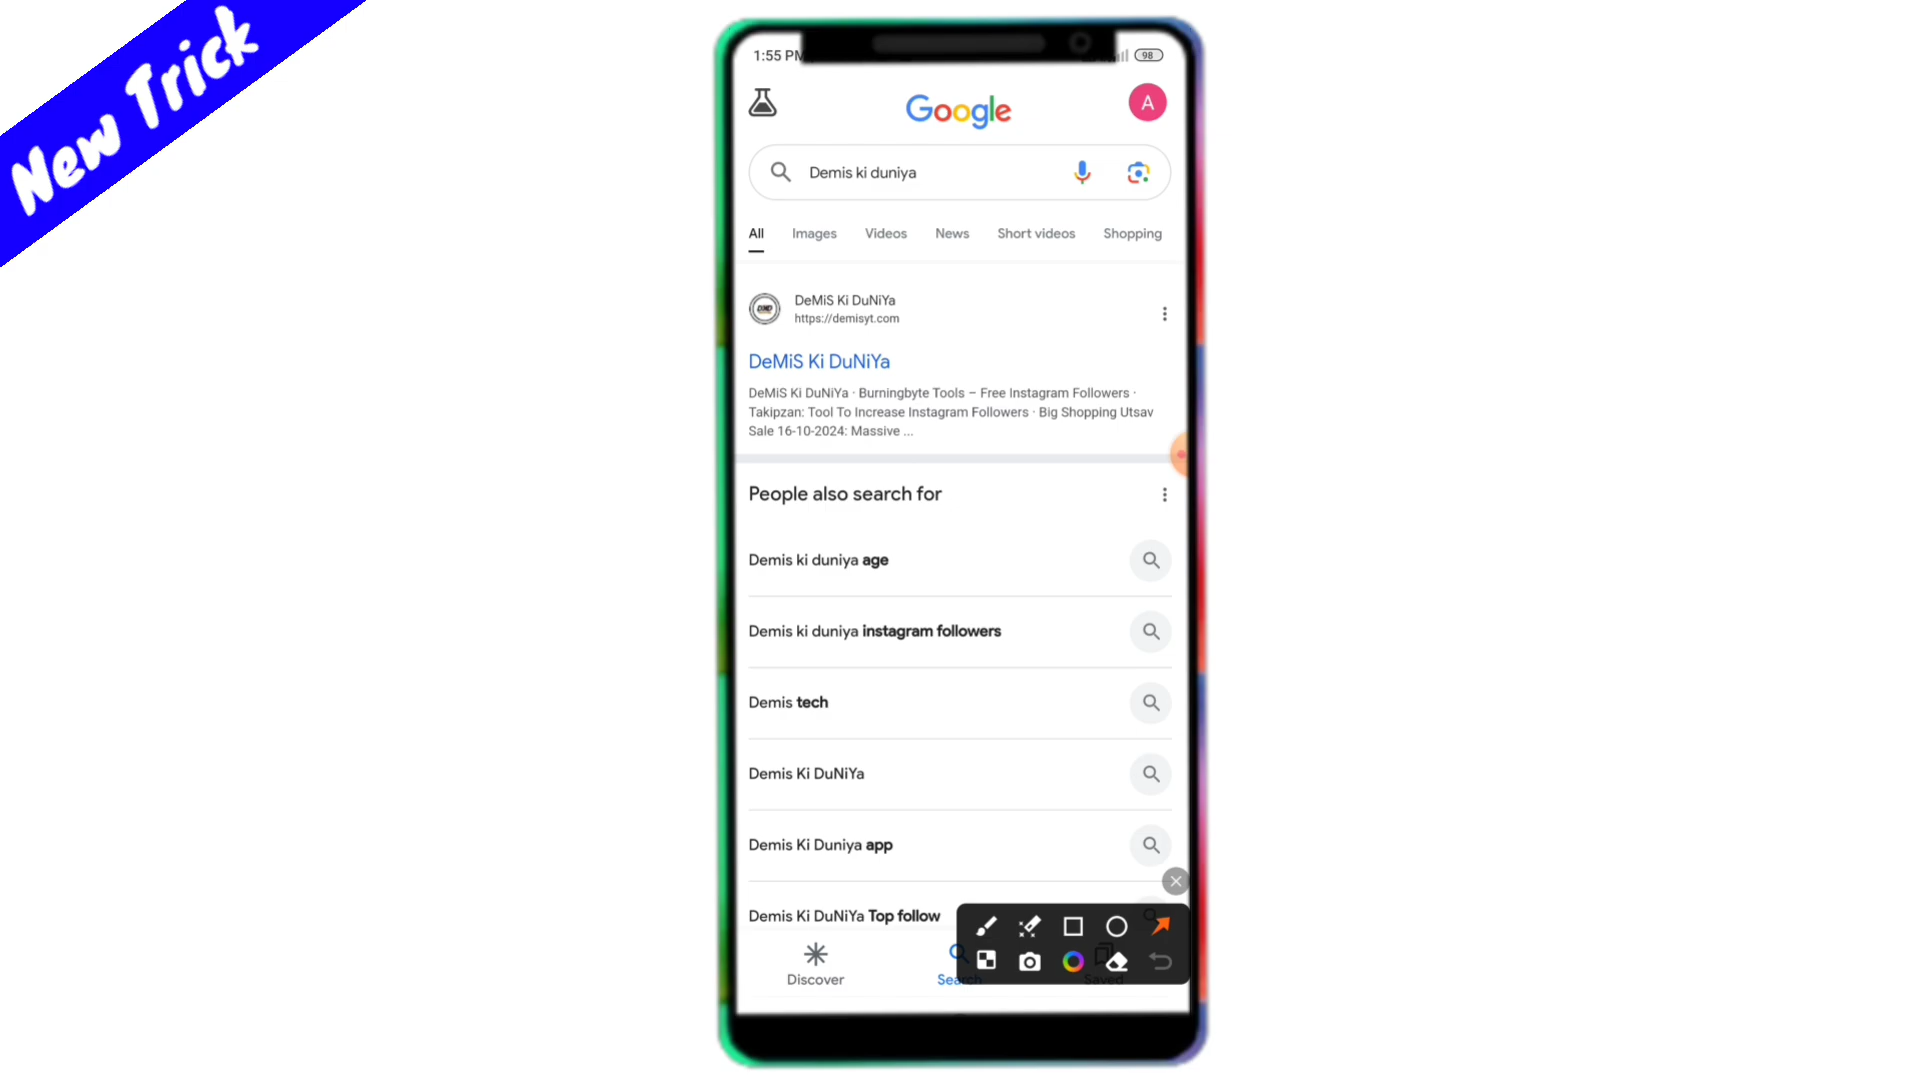 New Trick
1:55 PM
98
Google
A
Demis ki duniya
All Images Videos News Short videos Shopping
DeMiS Ki DuNiYa
https://demisyt.com
DeMiS Ki DuNiYa
DeMiS Ki DuNiYa · Burningbyte Tools – Free Instagram Followers ·
Takipzan: Tool To Increase Instagram Followers · Big Shopping Utsav
Sale 16-10-2024: Massive ...
People also search for
Demis ki duniya age
Demis ki duniya instagram followers
Demis tech
Demis Ki DuNiYa
Demis Ki Duniya app
Demis Ki DuNiYa Top follow
Discover Search Saved